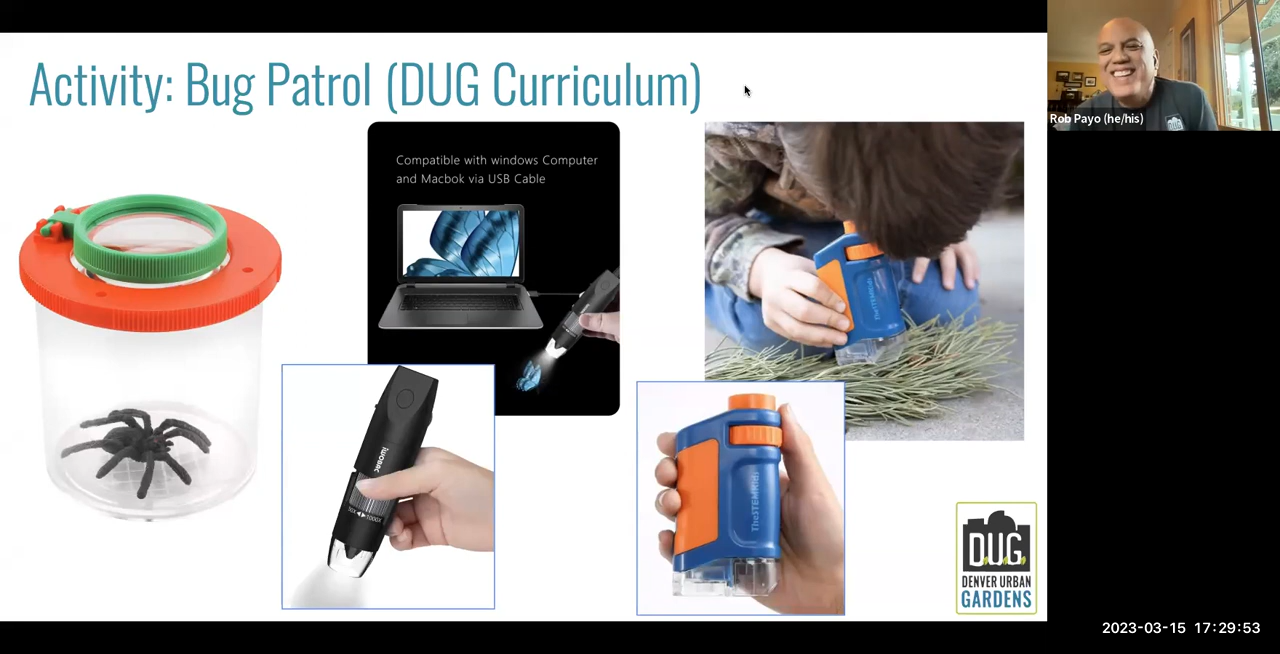 Activity: Bug Patrol (DUG Curriculum)
Rob Payo (he/his)
Compatible with windows Computer
and Macbok via USB Cable
TheSTEMKids
DUG
DENVER URBAN
GARDENS
2023-03-15 17:29:53